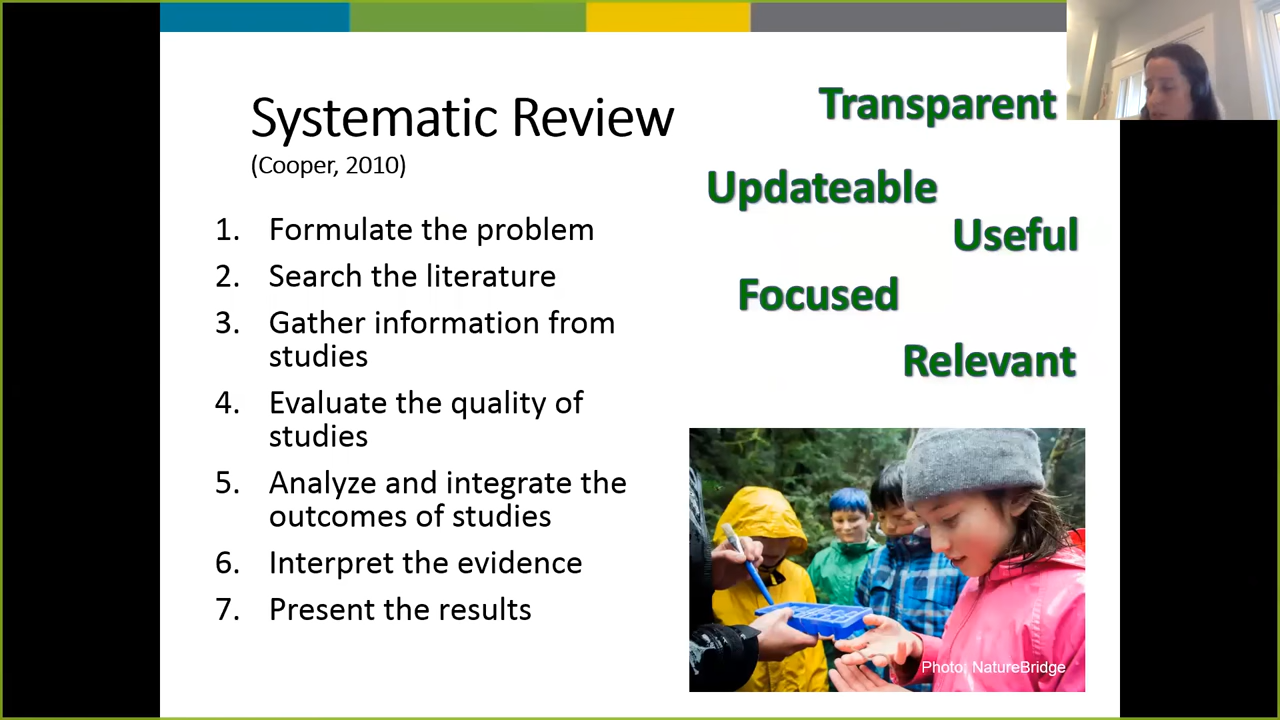 Systematic Review
(Cooper, 2010)
1. Formulate the problem
2. Search the literature
3. Gather information from
studies
4. Evaluate the quality of
studies
5. Analyze and integrate the
outcomes of studies
6. Interpret the evidence
7. Present the results
Transparent
Updateable
Useful
Focused
Relevant
Photo: NatureBridge